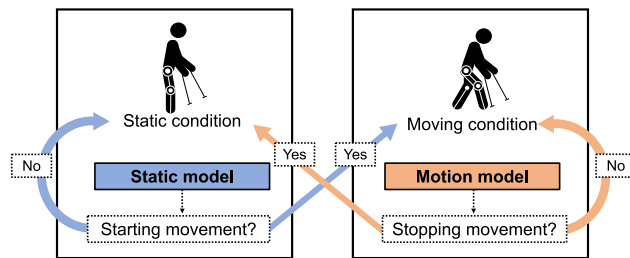 Static condition
Moving condition
No
Yes
Yes
No
Static model
Motion model
Starting movement?
Stopping movement?